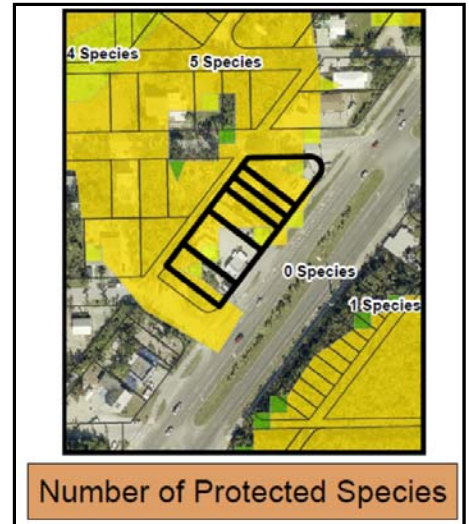 4 Species
5 Species
0 Species
1 Species
Number of Protected Species